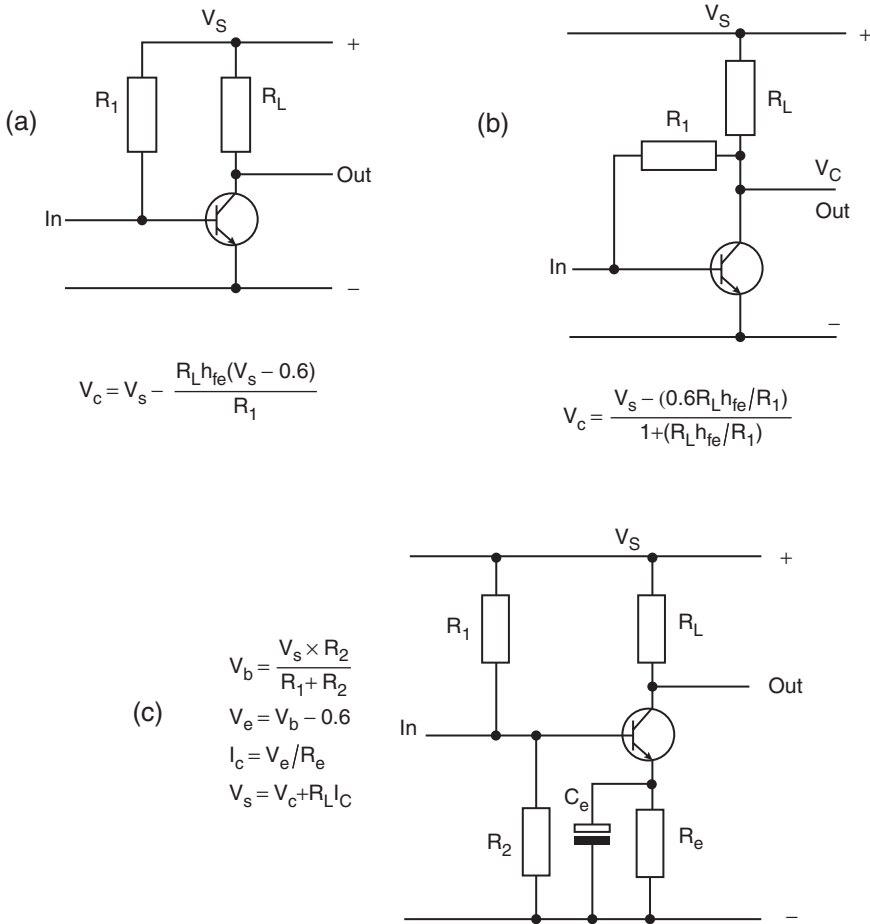 (a)
V_S
+
R_1
R_L
Out
In
−
V_c = V_s − R_L h_fe (V_s − 0.6) / R_1
(b)
V_S
+
R_L
R_1
V_C
Out
In
−
V_c = V_s − (0.6R_L h_fe/R_1) / 1+(R_L h_fe/R_1)
(c)
V_b = V_s × R_2 / R_1 + R_2
V_e = V_b − 0.6
I_c = V_e/R_e
V_s = V_c+R_L I_C
V_S
+
R_1
R_L
Out
In
C_e
R_2
R_e
−